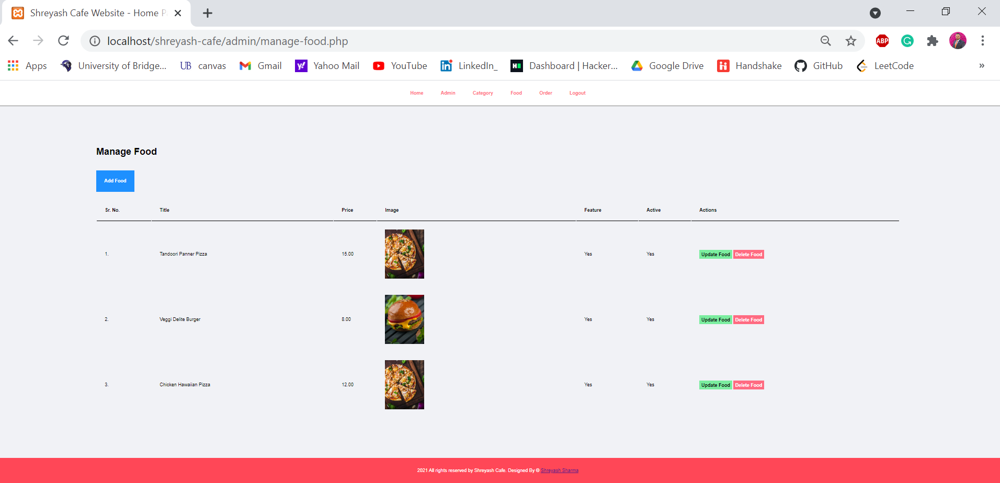 Shreyash Cafe Website - Home P
localhost/shreyash-cafe/admin/manage-food.php
ABP
Apps University of Bridge... UB canvas Gmail Yahoo Mail YouTube LinkedIn_ Dashboard | Hacker... Google Drive Handshake GitHub LeetCode »
Home Admin Category Food Order Logout
Manage Food
Add Food
Sr. No. Title Price Image Feature Active Actions
1. Tandoori Panner Pizza 15.00 Yes Yes Update Food Delete Food
2. Veggi Delite Burger 8.00 Yes Yes Update Food Delete Food
3. Chicken Hawaiian Pizza 12.00 Yes Yes Update Food Delete Food
2021 All rights reserved by Shreyash Cafe. Designed By © Shreyash Sharma